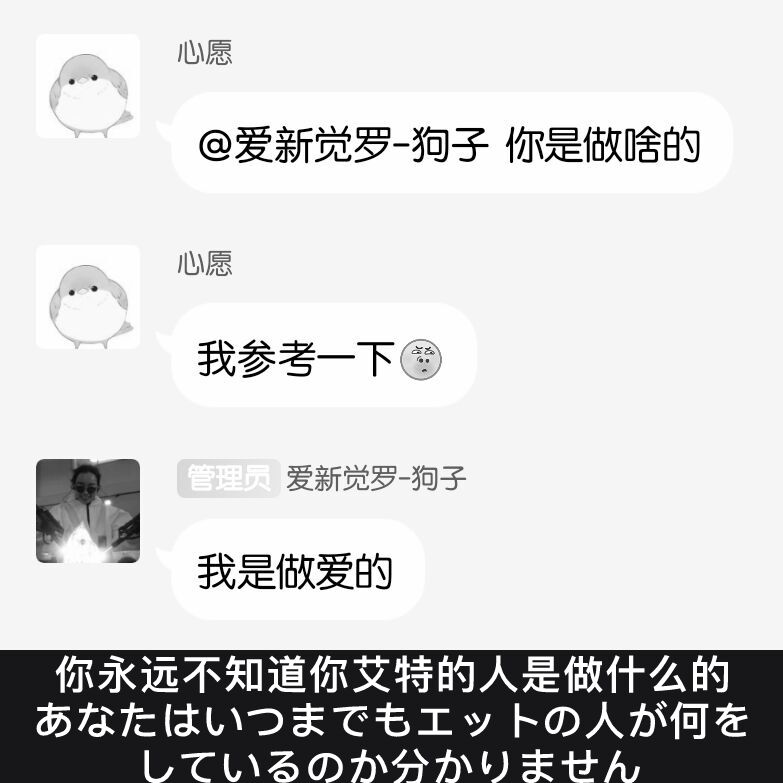 心愿
@爱新觉罗-狗子 你是做啥的
心愿
我参考一下
管理员 爱新觉罗-狗子
我是做爱的
你永远不知道你艾特的人是做什么的
あなたはいつまでもエットの人が何を
しているのか分かりません